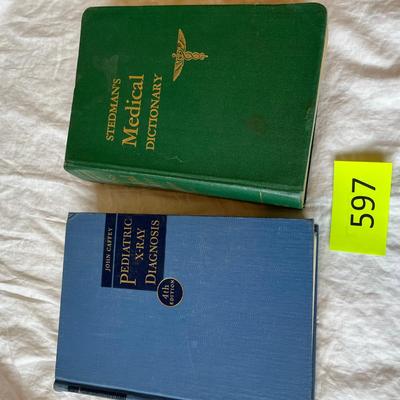 STEDMAN'S
Medical
DICTIONARY
597
JOHN CAFFEY
PEDIATRIC
X-RAY
DIAGNOSIS
4th
EDITION